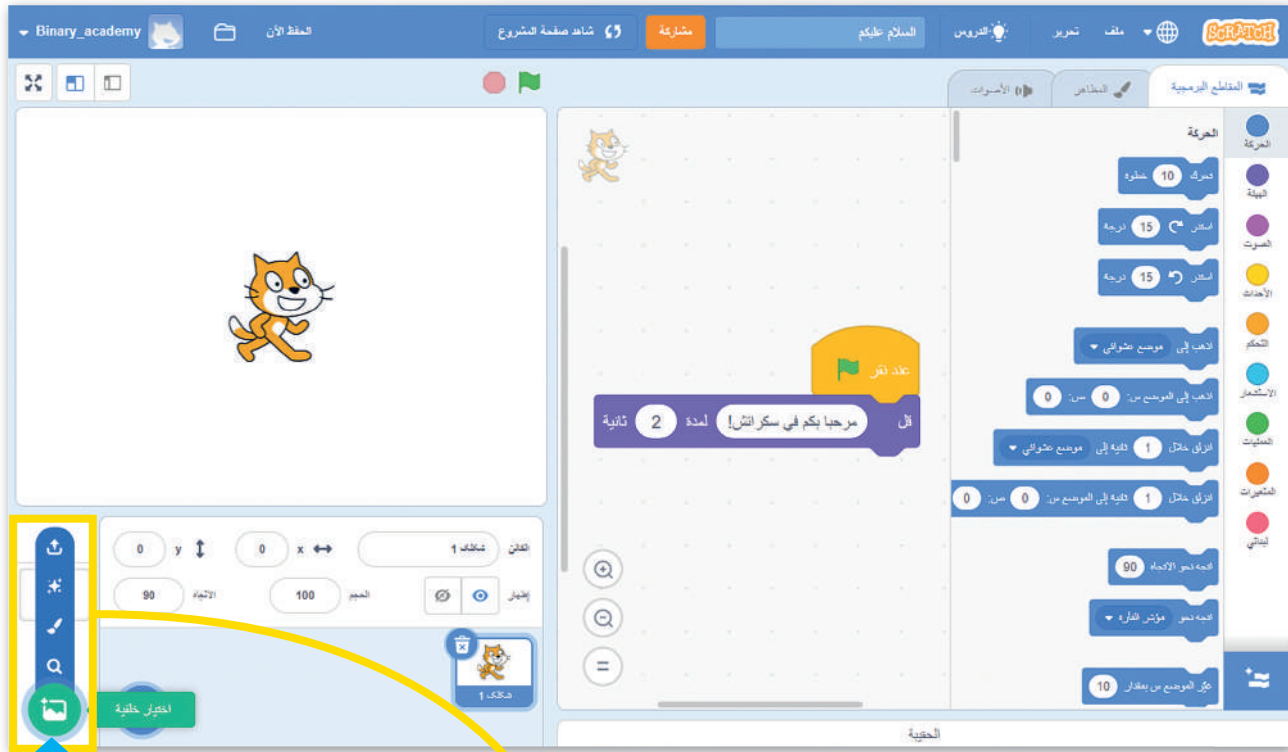 SCRATCH
ملف
تحرير
الدروس
السلام عليكم
مشاركة
شاهد صفحة المشروع
الحفظ الآن
Binary_academy
المقاطع البرمجية
المظاهر
الأصوات
الحركة
الهيئة
الصوت
الأحداث
التحكم
الاستشعار
العمليات
المتغيرات
لبناتي
الحركة
تحرك 10 خطوة
استدر 15 درجة
استدر 15 درجة
اذهب إلى موضع عشوائي
اذهب إلى الموضع س: 0 ص: 0
انزلق خلال 1 ثانية إلى موضع عشوائي
انزلق خلال 1 ثانية إلى الموضع س: 0 ص: 0
اتجه نحو الاتجاه 90
اتجه نحو مؤشر الفأرة
غيّر الموضع س بمقدار 10
عند نقر
قل مرحبا بكم في سكراتش! لمدة 2 ثانية
الحقيبة
الكائن
x 0
y 0
إظهار
الحجم 100
الاتجاه 90
اختيار خلفية